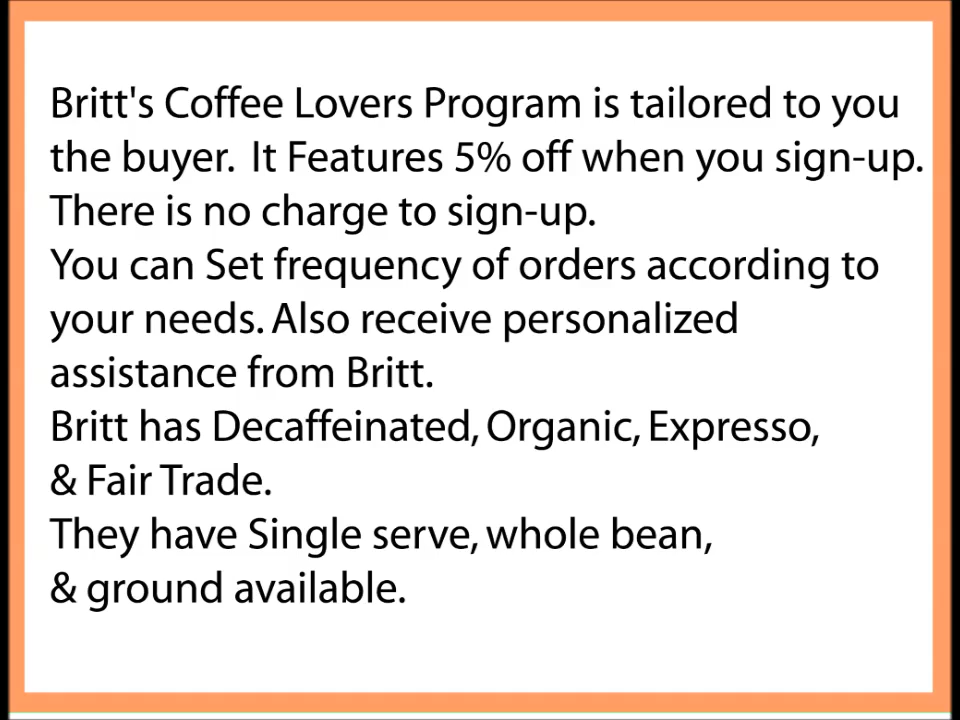 Britt's Coffee Lovers Program is tailored to you
the buyer.  It Features 5% off when you sign-up.
There is no charge to sign-up.
You can Set frequency of orders according to
your needs. Also receive personalized
assistance from Britt.
Britt has Decaffeinated, Organic, Expresso,
& Fair Trade.
They have Single serve, whole bean,
& ground available.